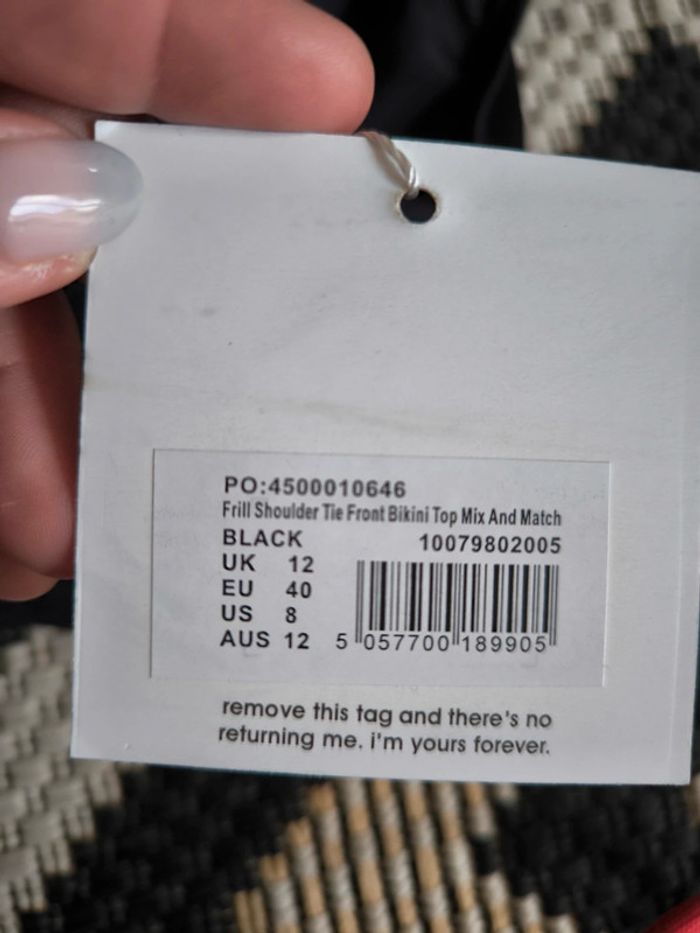 PO:4500010646
Frill Shoulder Tie Front Bikini Top Mix And Match
BLACK 10079802005
UK 12
EU 40
US 8
AUS 12
5 057700 189905
remove this tag and there's no
returning me. i'm yours forever.